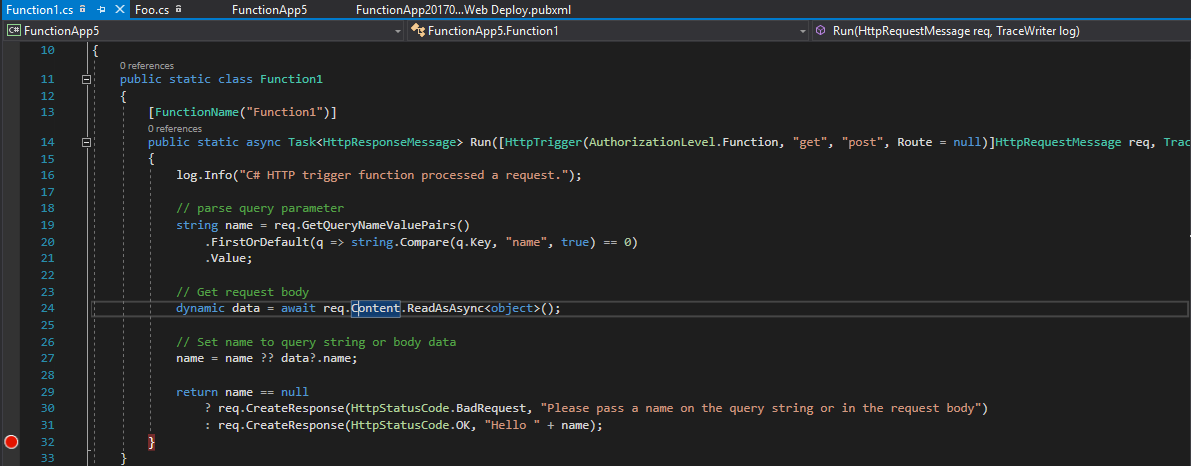 Function1.cs Foo.cs FunctionApp5 FunctionApp20170...Web Deploy.pubxml
C# FunctionApp5 FunctionApp5.Function1 Run(HttpRequestMessage req, TraceWriter log)
10 {
0 references
11 public static class Function1
12 {
13 [FunctionName("Function1")]
0 references
14 public static async Task<HttpResponseMessage> Run([HttpTrigger(AuthorizationLevel.Function, "get", "post", Route = null)]HttpRequestMessage req, Trac
15 {
16 log.Info("C# HTTP trigger function processed a request.");
17
18 // parse query parameter
19 string name = req.GetQueryNameValuePairs()
20 .FirstOrDefault(q => string.Compare(q.Key, "name", true) == 0)
21 .Value;
22
23 // Get request body
24 dynamic data = await req.Content.ReadAsAsync<object>();
25
26 // Set name to query string or body data
27 name = name ?? data?.name;
28
29 return name == null
30 ? req.CreateResponse(HttpStatusCode.BadRequest, "Please pass a name on the query string or in the request body")
31 : req.CreateResponse(HttpStatusCode.OK, "Hello " + name);
32 }
33 }